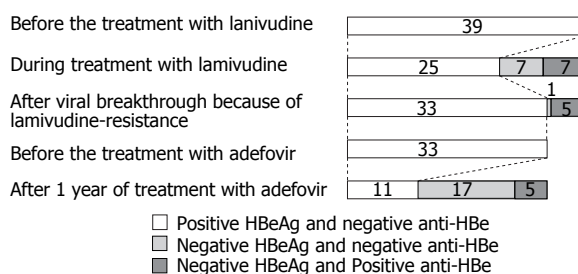 Before the treatment with lanivudine
39
During treatment with lamivudine
25 7 7
After viral breakthrough because of
lamivudine-resistance
33 1 5
Before the treatment with adefovir
33
After 1 year of treatment with adefovir
11 17 5
Positive HBeAg and negative anti-HBe
Negative HBeAg and negative anti-HBe
Negative HBeAg and Positive anti-HBe